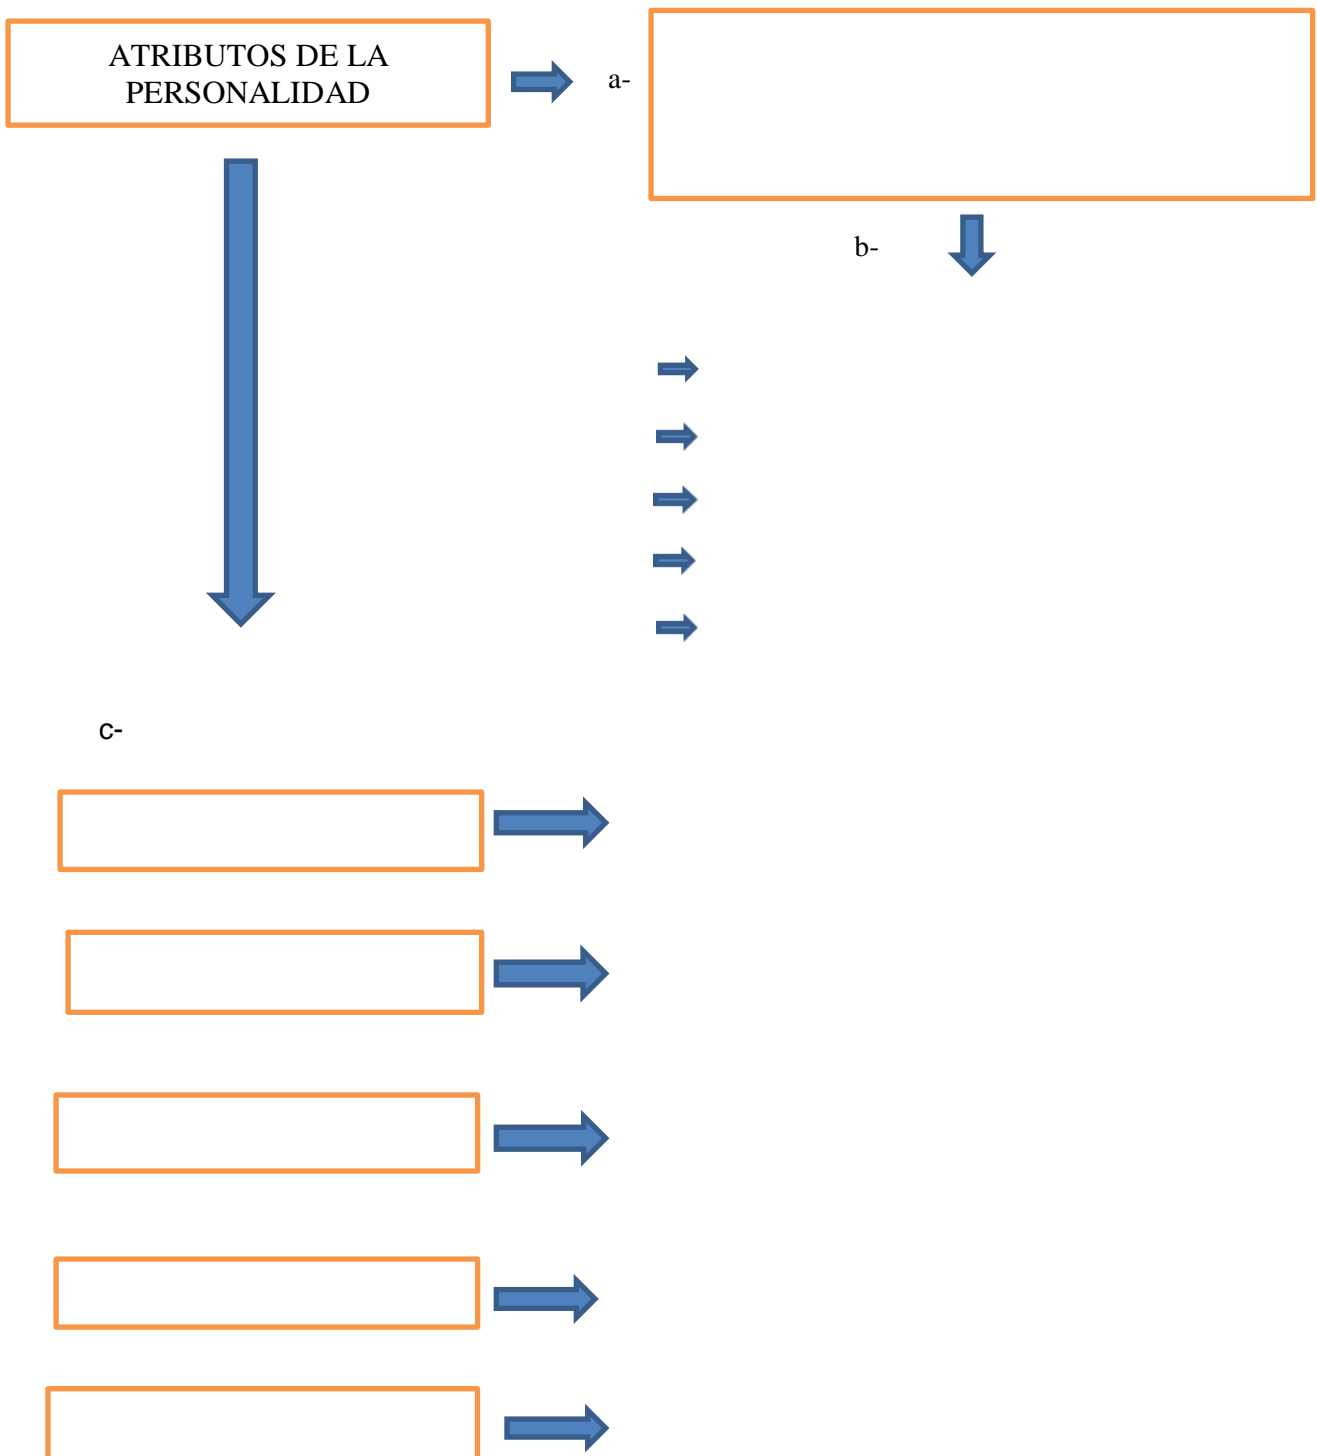 ATRIBUTOS DE LA
PERSONALIDAD
a-
b-
c-